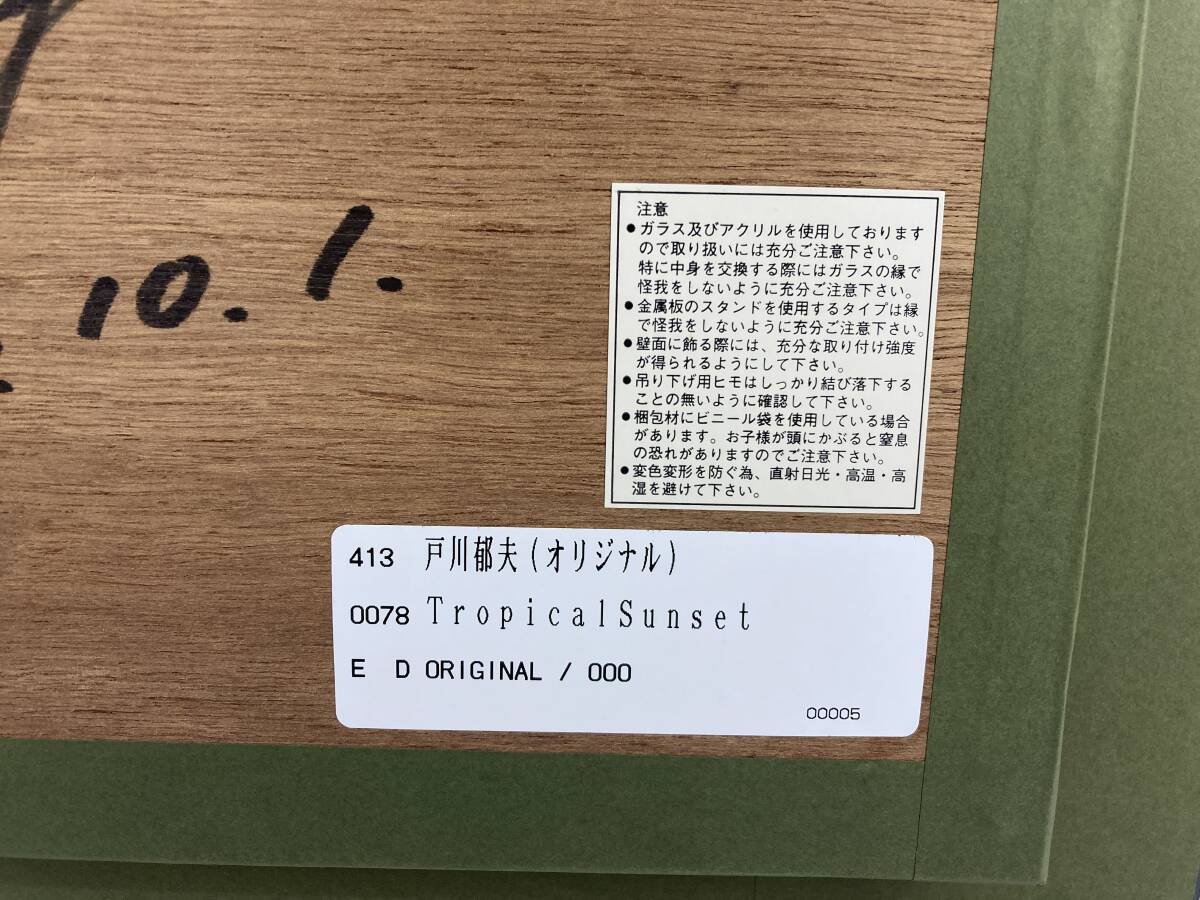 10. 1.
注意
●ガラス及びアクリルを使用しております
ので取り扱いには充分ご注意下さい。
特に中身を交換する際にはガラスの縁で
怪我をしないように充分ご注意下さい。
●金属板のスタンドを使用するタイプは縁
で怪我をしないように充分ご注意下さい。
●壁面に飾る際には、充分な取り付け強度
が得られるようにして下さい。
●吊り下げ用ヒモはしっかり結び落下する
ことの無いように確認して下さい。
●梱包材にビニール袋を使用している場合
があります。お子様が頭にかぶると窒息
の恐れがありますのでご注意下さい。
●変色変形を防ぐ為、直射日光・高温・高
湿を避けて下さい。
413 戸川郁夫(オリジナル)
0078 TropicalSunset
E D ORIGINAL / 000
00005